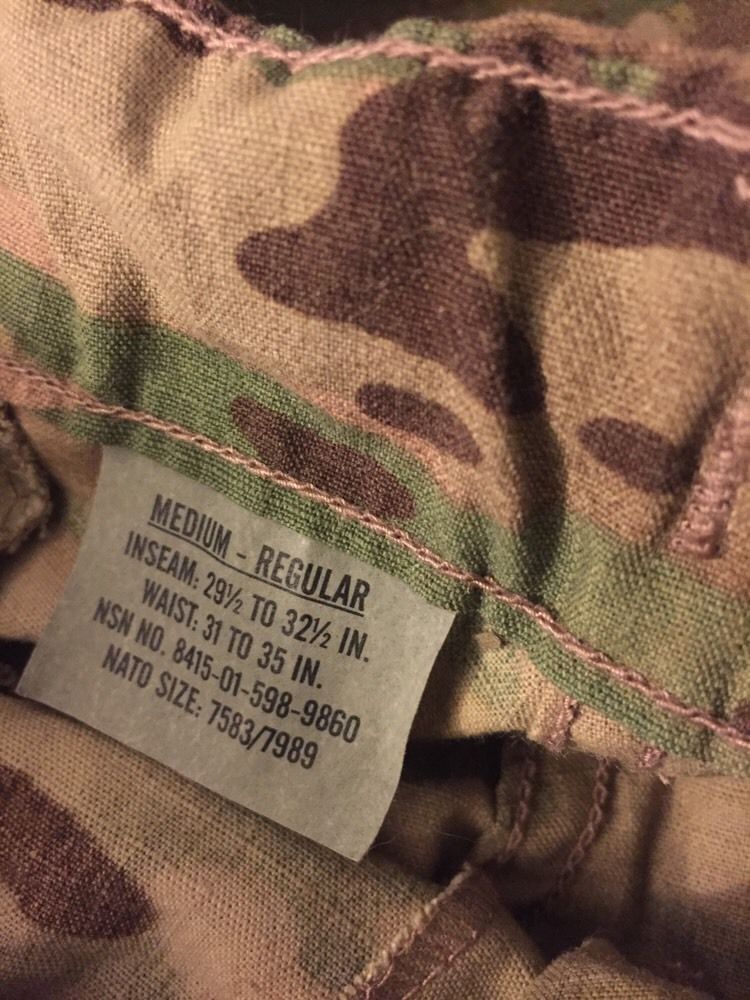 MEDIUM - REGULAR
INSEAM: 29½ TO 32½ IN.
WAIST: 31 TO 35 IN.
NSN NO. 8415-01-598-9860
NATO SIZE: 7583/7989